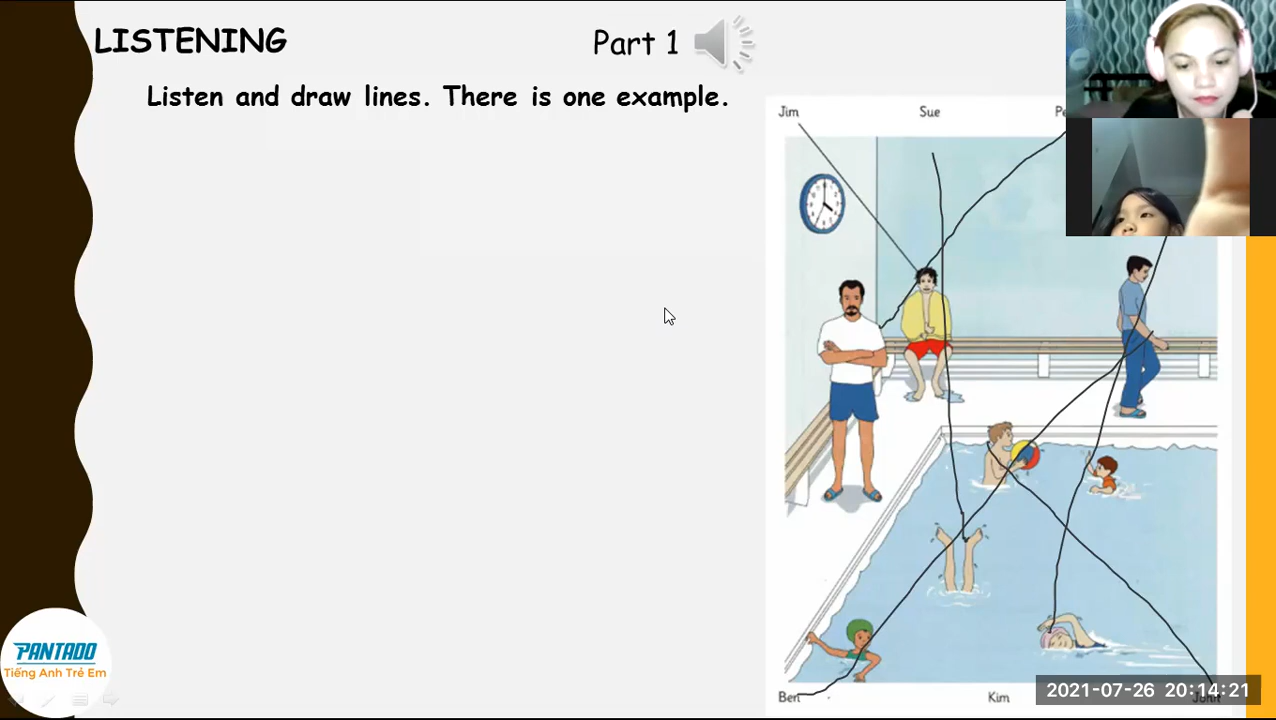 LISTENING
Part 1
Listen and draw lines. There is one example.
Jim
Sue
Ben
Kim
PANTADO
Tiếng Anh Trẻ Em
2021-07-26 20:14:21